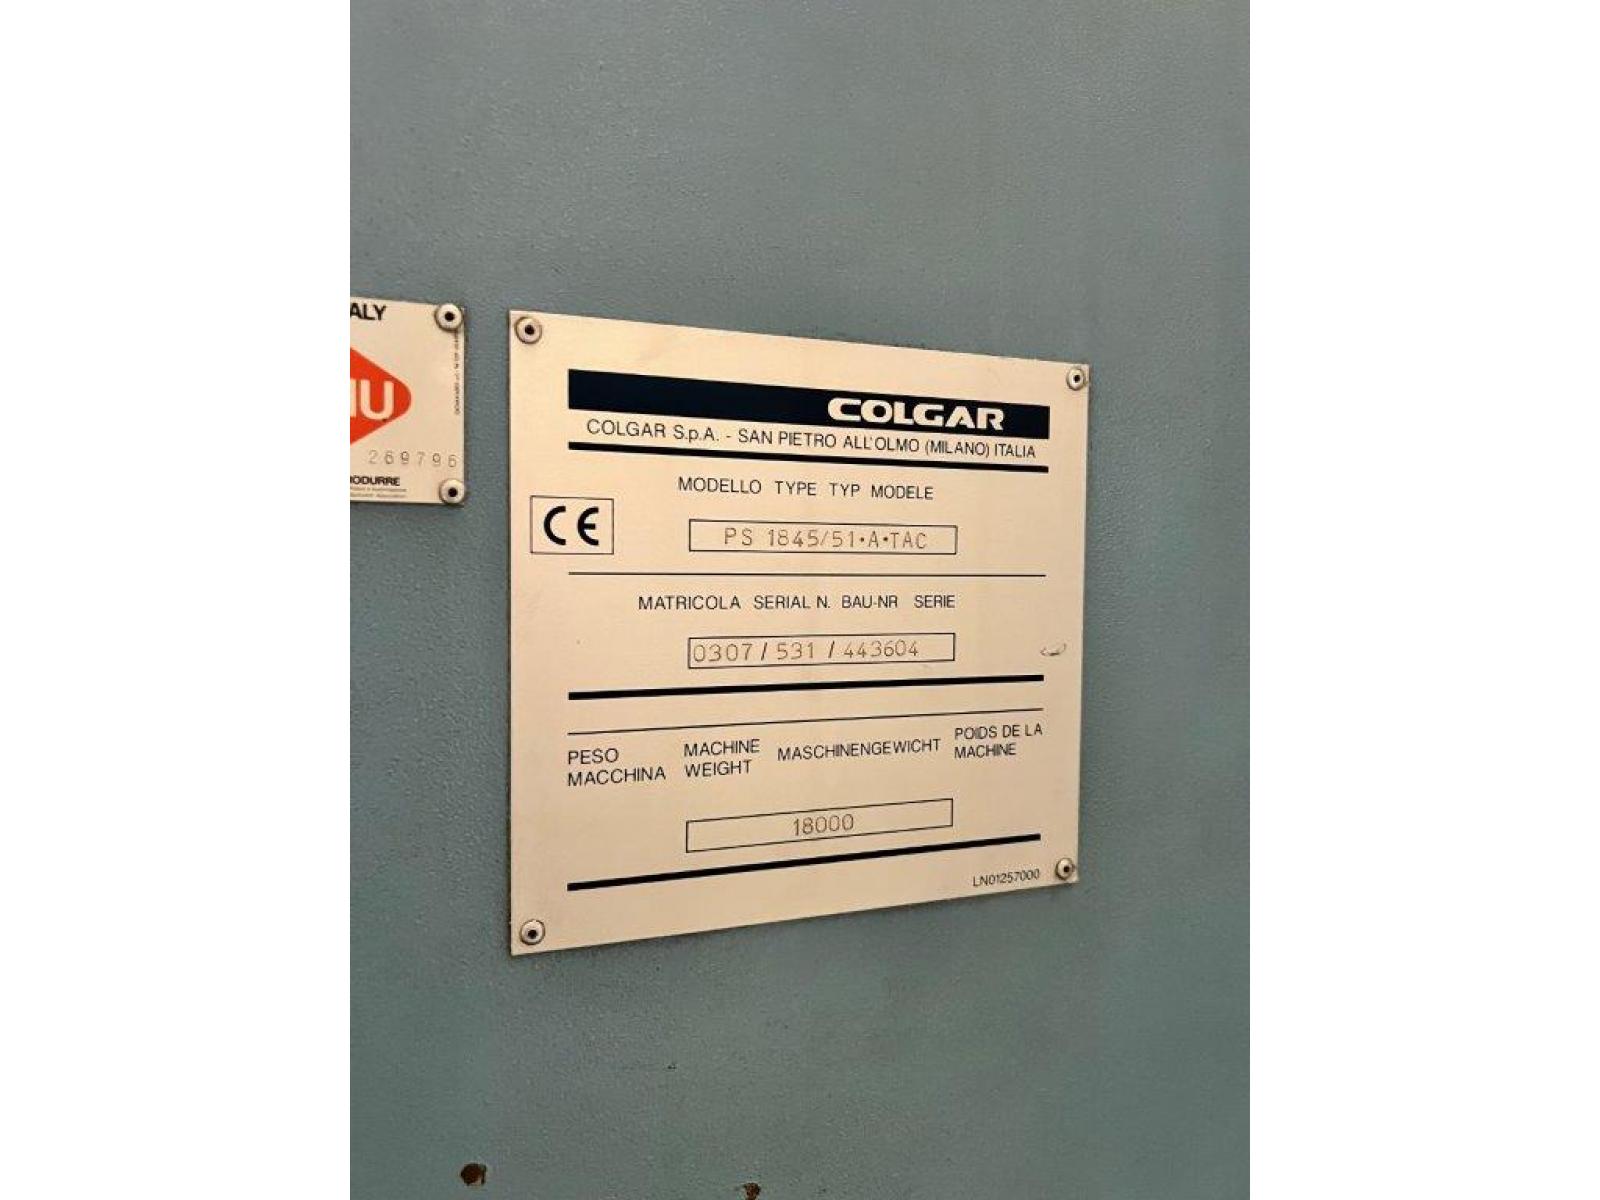 ALY
269796
COLGAR
COLGAR S.p.A. - SAN PIETRO ALL'OLMO (MILANO) ITALIA
MODELLO TYPE TYP MODELE
CE
PS 1845/51·A·TAC
MATRICOLA SERIAL N. BAU-NR SERIE
0307 / 531 / 443604
PESO MACCHINA
MACHINE WEIGHT
MASCHINENGEWICHT
POIDS DE LA MACHINE
18000
LN01257000